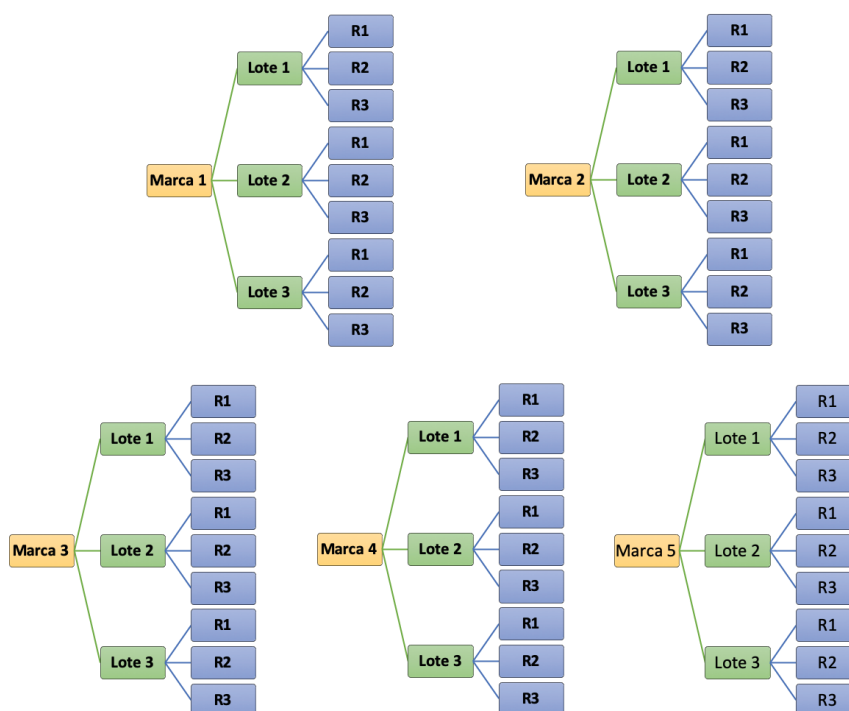 Marca 1
Lote 1
R1
R2
R3
Lote 2
R1
R2
R3
Lote 3
R1
R2
R3
Marca 2
Lote 1
R1
R2
R3
Lote 2
R1
R2
R3
Lote 3
R1
R2
R3
Marca 3
Lote 1
R1
R2
R3
Lote 2
R1
R2
R3
Lote 3
R1
R2
R3
Marca 4
Lote 1
R1
R2
R3
Lote 2
R1
R2
R3
Lote 3
R1
R2
R3
Marca 5
Lote 1
R1
R2
R3
Lote 2
R1
R2
R3
Lote 3
R1
R2
R3